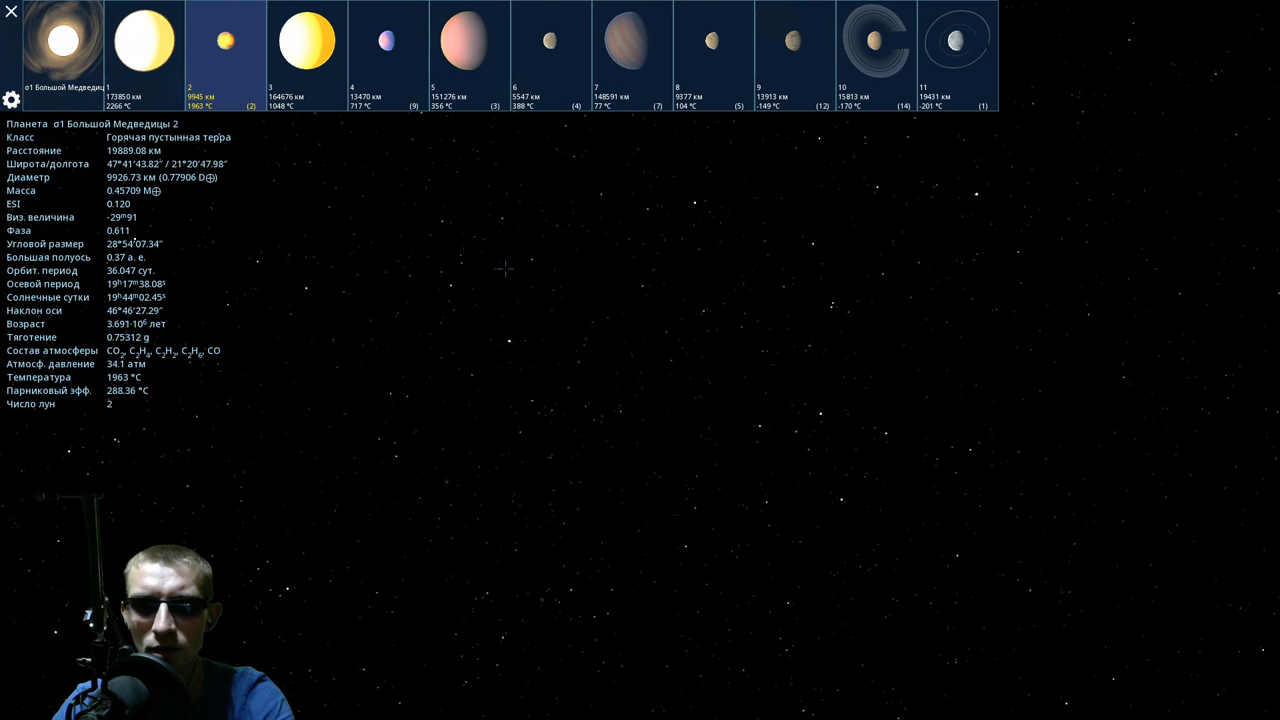 σ1 Большой Медведиц
1
173850 км
2266 °C
2
9945 км
1963 °C (2)
3
164676 км
1048 °C
4
13470 км
717 °C (9)
5
151276 км
356 °C (3)
6
5547 км
388 °C (4)
7
148591 км
77 °C (7)
8
9377 км
104 °C (5)
9
13913 км
-149 °C (12)
10
15813 км
-170 °C (14)
11
19431 км
-201 °C (1)
Планета σ1 Большой Медведицы 2
Класс Горячая пустынная терра
Расстояние 19889.08 км
Широта/долгота 47°41′43.82″ / 21°20′47.98″
Диаметр 9926.73 км (0.77906 D⊕)
Масса 0.45709 M⊕
ESI 0.120
Виз. величина -29ᵐ91
Фаза 0.611
Угловой размер 28°54′07.34″
Большая полуось 0.37 а. е.
Орбит. период 36.047 сут.
Осевой период 19ʰ17ᵐ38.08ˢ
Солнечные сутки 19ʰ44ᵐ02.45ˢ
Наклон оси 46°46′27.29″
Возраст 3.691·10⁶ лет
Тяготение 0.75312 g
Состав атмосферы CO₂, C₂H₄, C₂H₂, C₂H₆, CO
Атмосф. давление 34.1 атм
Температура 1963 °C
Парниковый эфф. 288.36 °C
Число лун 2